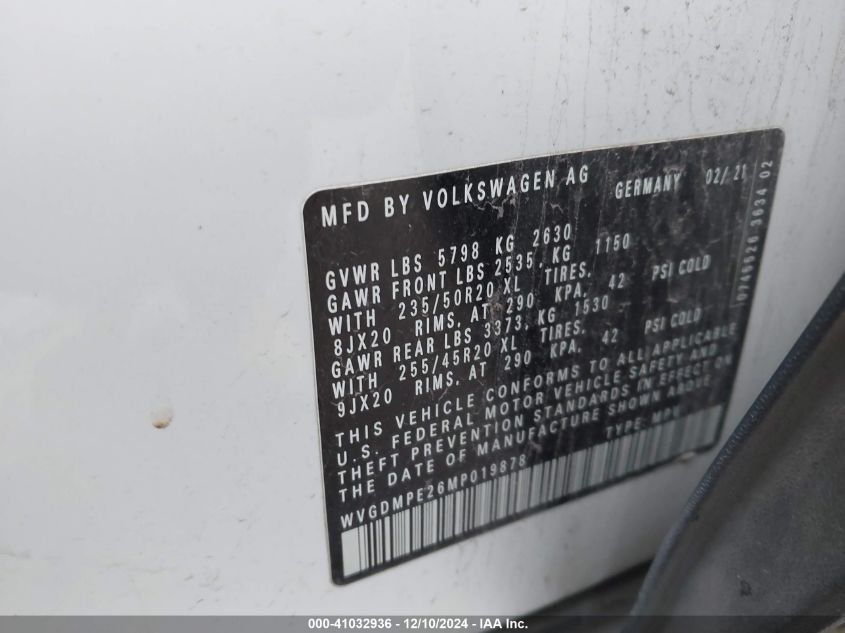 MFD BY VOLKSWAGEN AG GERMANY 02/21
GVWR LBS 5798 KG 2630
GAWR FRONT LBS 2535, KG 1150
WITH 235/50R20 XL TIRES,
8JX20 RIMS, AT 290 KPA, 42 PSI COLD
GAWR REAR LBS 3373, KG 1530
WITH 255/45R20 XL TIRES,
9JX20 RIMS, AT 290 KPA, 42 PSI COLD
THIS VEHICLE CONFORMS TO ALL APPLICABLE
U.S. FEDERAL MOTOR VEHICLE SAFETY AND
THEFT PREVENTION STANDARDS IN EFFECT ON
THE DATE OF MANUFACTURE SHOWN ABOVE
WVGDMPE26MP019878 TYPE: MPV
3634 02
000-41032936 - 12/10/2024 - IAA Inc.